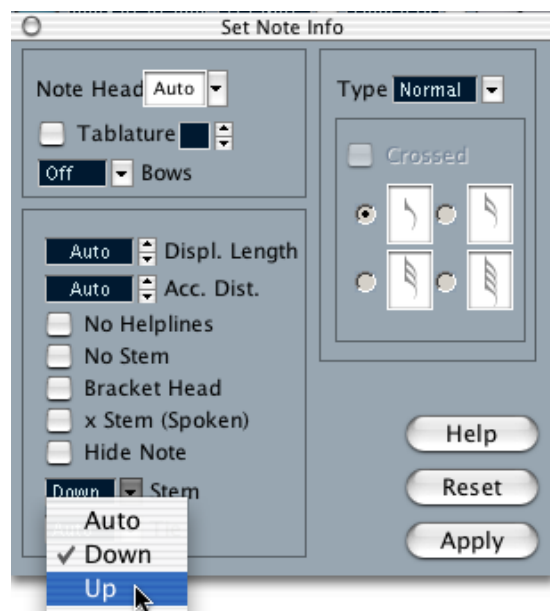 Set Note Info
Note Head Auto
Tablature
Off Bows
Auto Displ. Length
Auto Acc. Dist.
No Helplines
No Stem
Bracket Head
x Stem (Spoken)
Hide Note
Down Stem
Auto
✓ Down
Up
Type Normal
Crossed
Help
Reset
Apply